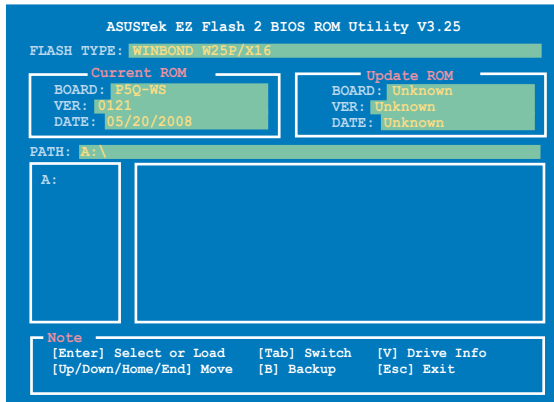 ASUSTek EZ Flash 2 BIOS ROM Utility V3.25
FLASH TYPE: WINBOND W25P/X16
Current ROM
BOARD: P5Q-WS
VER: 0121
DATE: 05/20/2008
Update ROM
BOARD: Unknown
VER: Unknown
DATE: Unknown
PATH: A:\
A:
Note
[Enter] Select or Load [Tab] Switch [V] Drive Info
[Up/Down/Home/End] Move [B] Backup [Esc] Exit